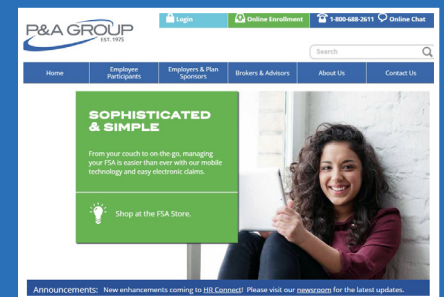 P&A GROUP
EST. 1975
Login
Online Enrollment
1-800-688-2611 Online Chat
Search
Home
Employee
Participants
Employers & Plan
Sponsors
Brokers & Advisors
About Us
Contact Us
SOPHISTICATED
& SIMPLE
From your couch to on-the-go, managing
your FSA is easier than ever with our mobile
technology and easy electronic claims.
Shop at the FSA Store.
Announcements: New enhancements coming to HR Connect! Please visit our newsroom for the latest updates.